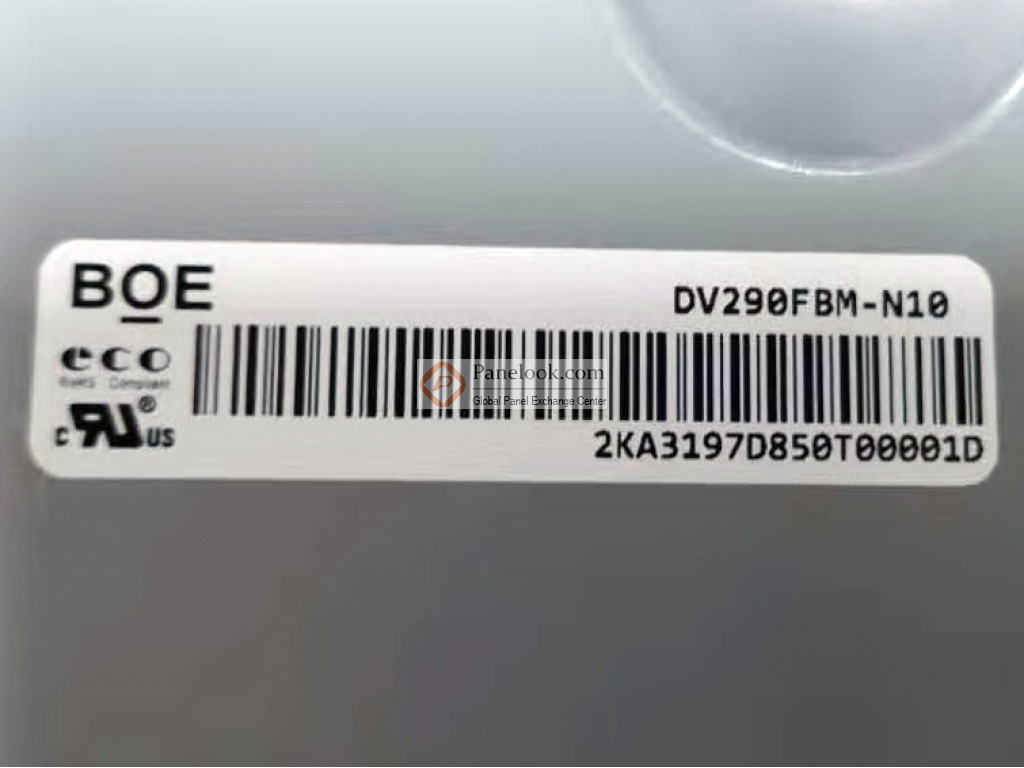 BOE
DV290FBM-N10
eco
RoHS Compliant
Panelook.com
Global Panel Exchange Center
®
C US
2KA3197D850T00001D